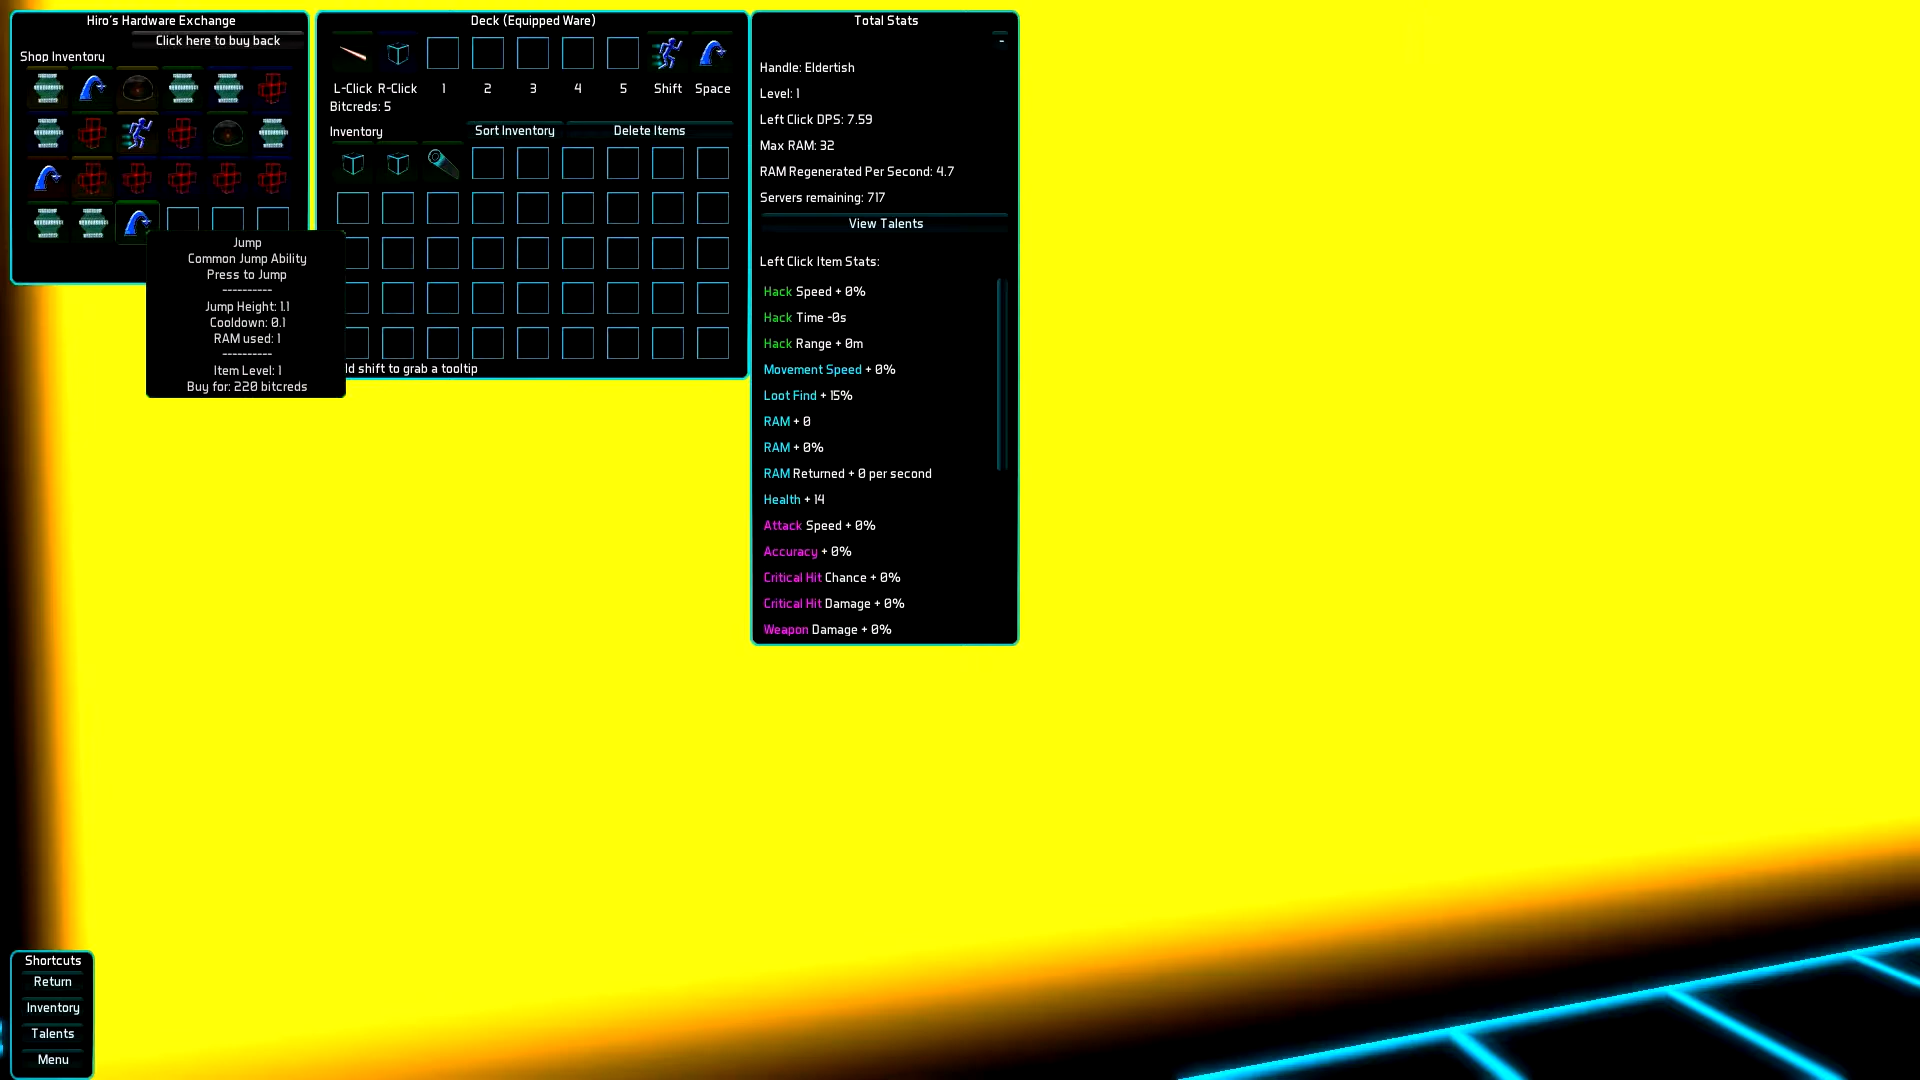 Hiro's Hardware Exchange
Click here to buy back
Shop Inventory
Jump
Common Jump Ability
Press to Jump
----------
Jump Height: 1.1
Cooldown: 0.1
RAM used: 1
----------
Item Level: 1
Buy for: 220 bitcreds
Deck (Equipped Ware)
L-Click R-Click 1 2 3 4 5 Shift Space
Bitcreds: 5
Inventory Sort Inventory Delete Items
ld shift to grab a tooltip
Total Stats
-
Handle: Eldertish
Level: 1
Left Click DPS: 7.59
Max RAM: 32
RAM Regenerated Per Second: 4.7
Servers remaining: 717
View Talents
Left Click Item Stats:
Hack Speed + 0%
Hack Time -0s
Hack Range + 0m
Movement Speed + 0%
Loot Find + 15%
RAM + 0
RAM + 0%
RAM Returned + 0 per second
Health + 14
Attack Speed + 0%
Accuracy + 0%
Critical Hit Chance + 0%
Critical Hit Damage + 0%
Weapon Damage + 0%
Shortcuts
Return
Inventory
Talents
Menu